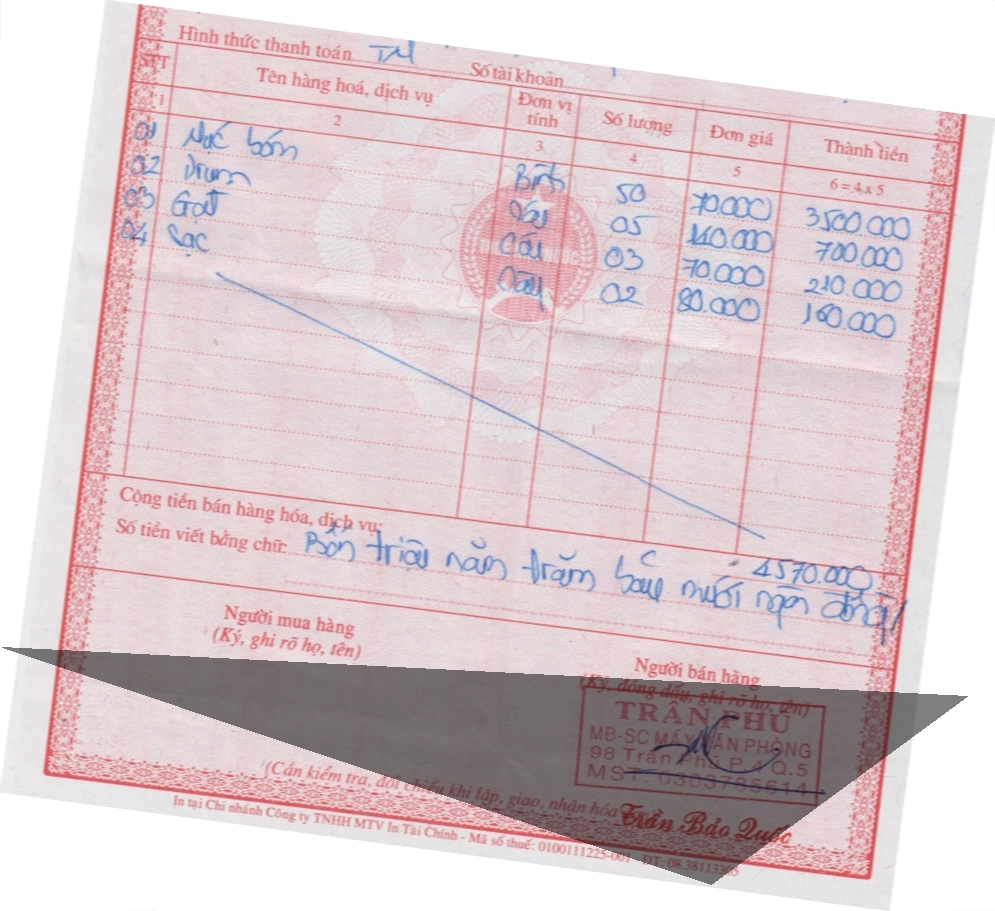 Hình thức thanh toán TM Số tài khoản
STT Tên hàng hoá, dịch vụ Đơn vị tính Số lượng Đơn giá Thành tiền
1 2 3 4 5 6 = 4 x 5
01 Mực bơm Bình 50 70.000 3500.000
02 Drum Cây 05 140.000 700.000
03 Gạt Cây 03 70.000 210.000
04 Sạc Cây 02 80.000 160.000
Cộng tiền bán hàng hóa, dịch vụ: 4570.000
Số tiền viết bằng chữ: Bốn triệu năm trăm bảy mươi ngàn đồng
Người mua hàng
(Ký, ghi rõ họ, tên)
Người bán hàng
(Ký, đóng dấu, ghi rõ họ, tên)
TRẦN PHÚ
MB-SC MÁY VĂN PHÒNG
98 Trần Phú P.4 Q.5
MST: 0303785614
(Cần kiểm tra, đối chiếu khi lập, giao, nhận hóa
Trần Bảo Quốc
In tại Chi nhánh Công ty TNHH MTV In Tài Chính - Mã số thuế: 0100111225-001 - ĐT: 08.38113305